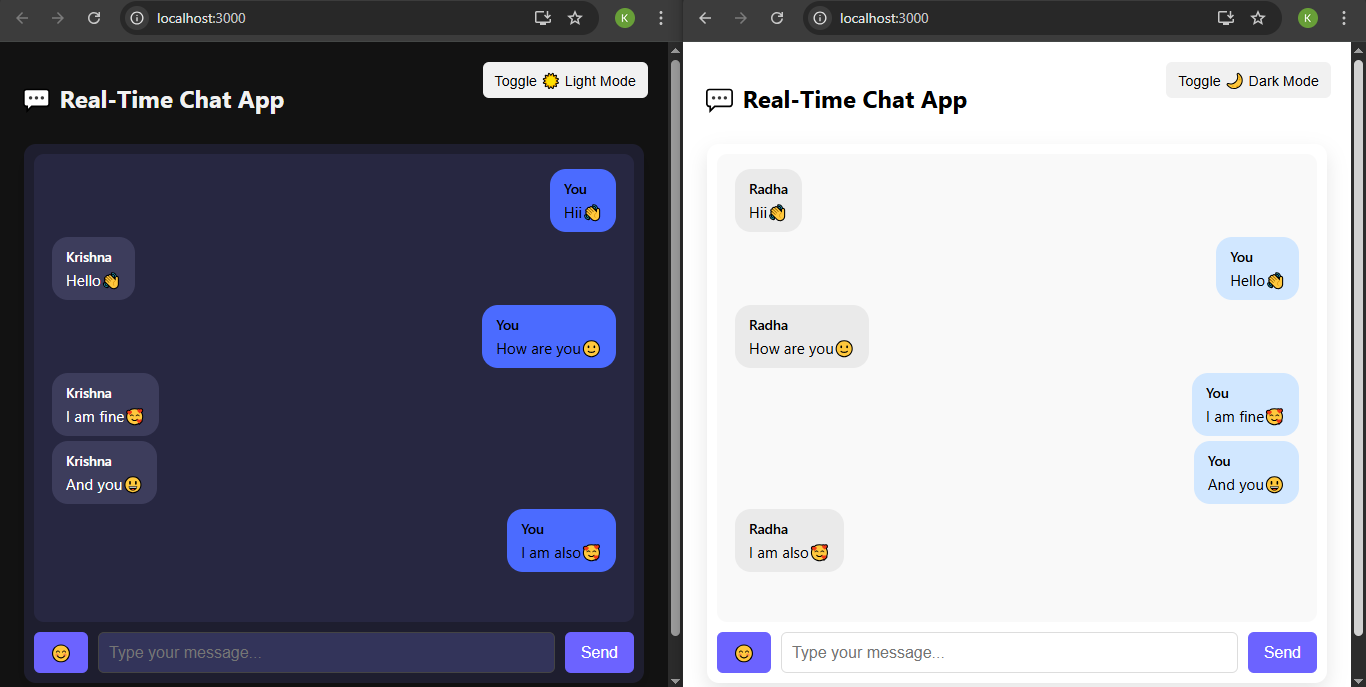 localhost:3000
K
Toggle 🌞 Light Mode
💬 Real-Time Chat App
You
Hii👏
Krishna
Hello👏
You
How are you🙂
Krishna
I am fine🥰
Krishna
And you😃
You
I am also🥰
😊
Type your message...
Send
localhost:3000
K
Toggle 🌙 Dark Mode
💬 Real-Time Chat App
Radha
Hii👏
You
Hello👏
Radha
How are you🙂
You
I am fine🥰
You
And you😃
Radha
I am also🥰
😊
Type your message...
Send